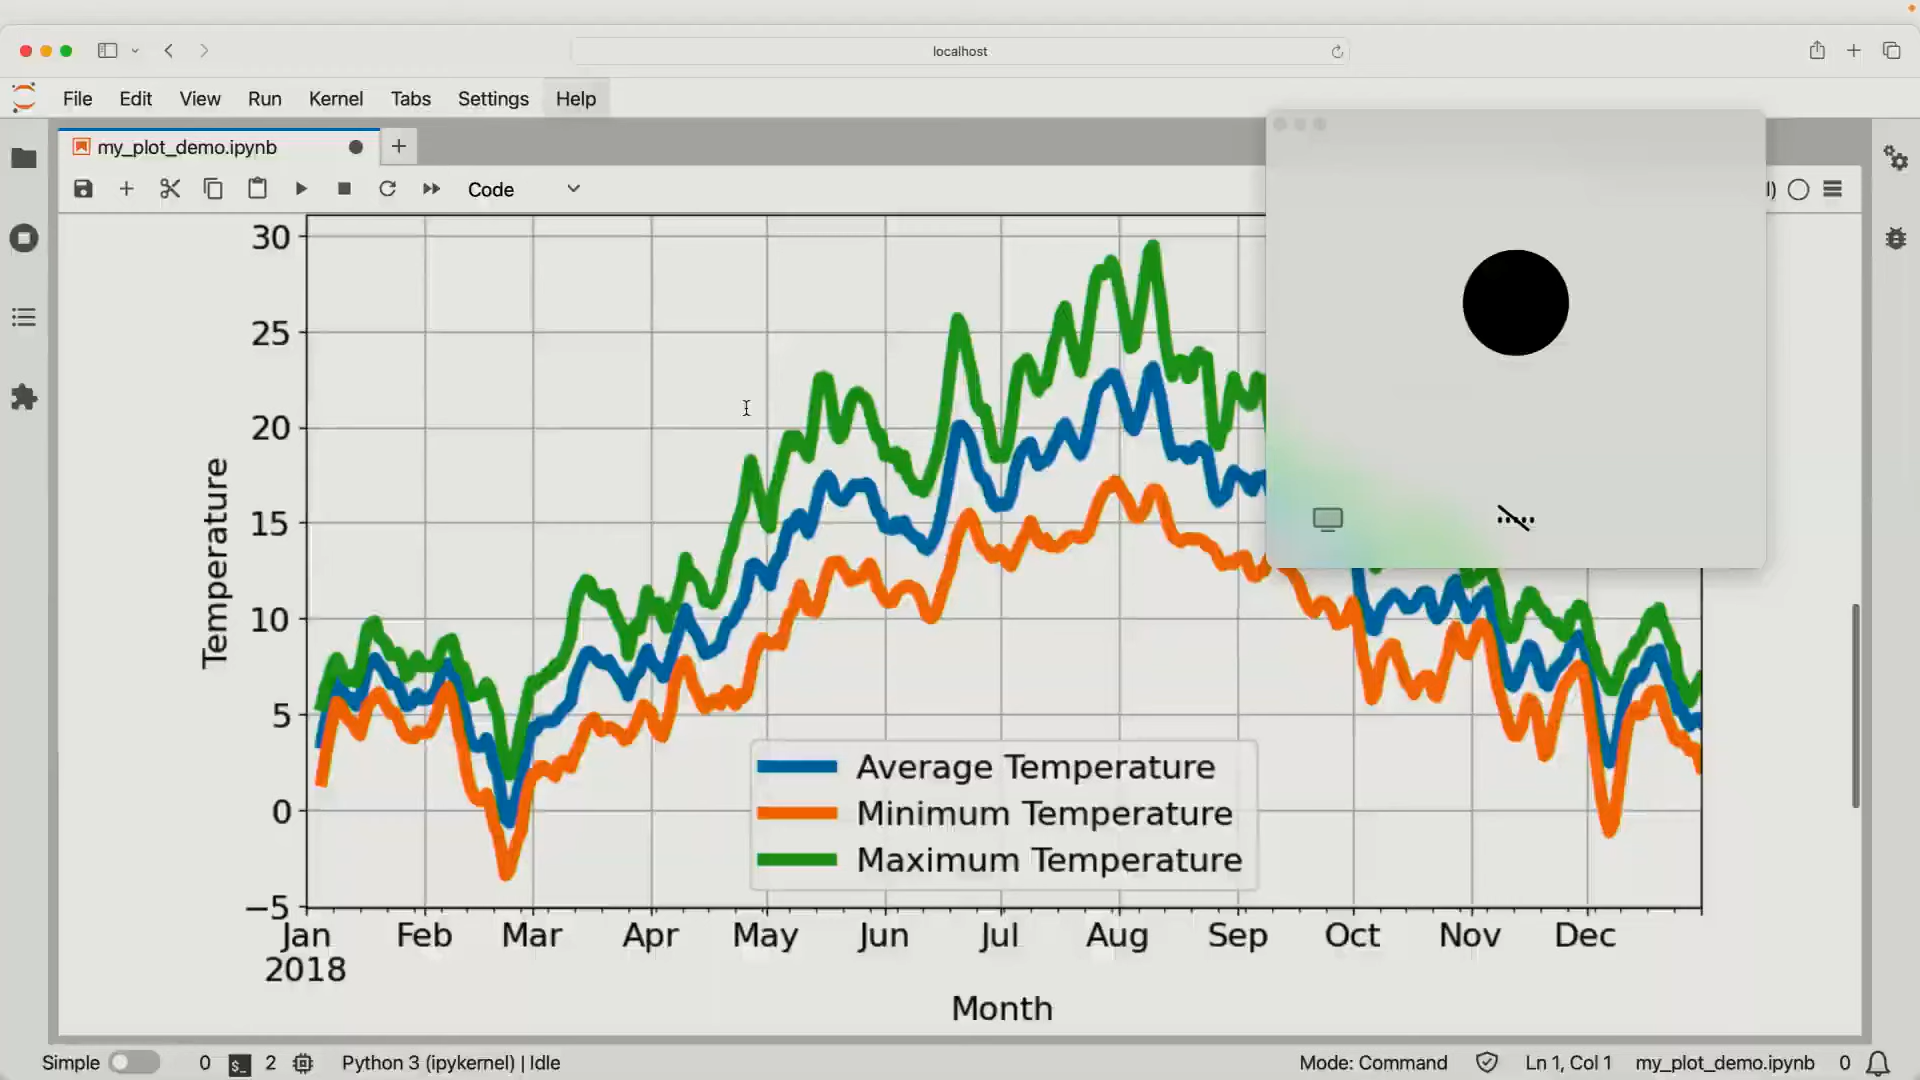 localhost
File Edit View Run Kernel Tabs Settings Help
my_plot_demo.ipynb
Code
30
25
20
15
10
5
0
−5
Temperature
Average Temperature
Minimum Temperature
Maximum Temperature
Jan Feb Mar Apr May Jun Jul Aug Sep Oct Nov Dec
2018
Month
Simple 0 $_ 2 Python 3 (ipykernel) | Idle Mode: Command Ln 1, Col 1 my_plot_demo.ipynb 0